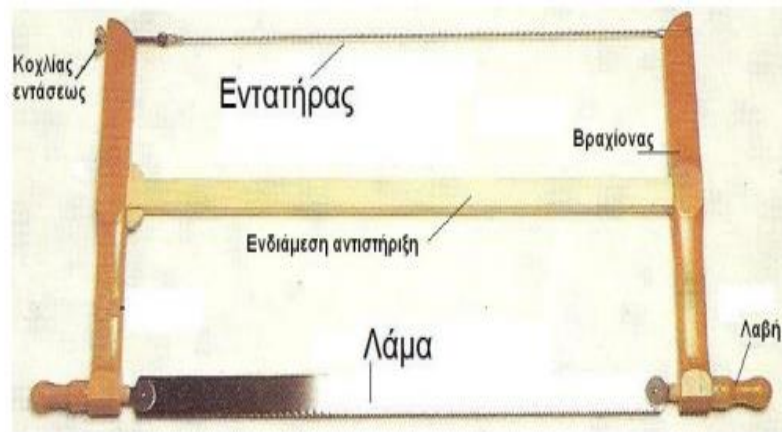 Κοχλίας
εντάσεως
Εντατήρας
Βραχίονας
Ενδιάμεση αντιστήριξη
Λάμα
Λαβή